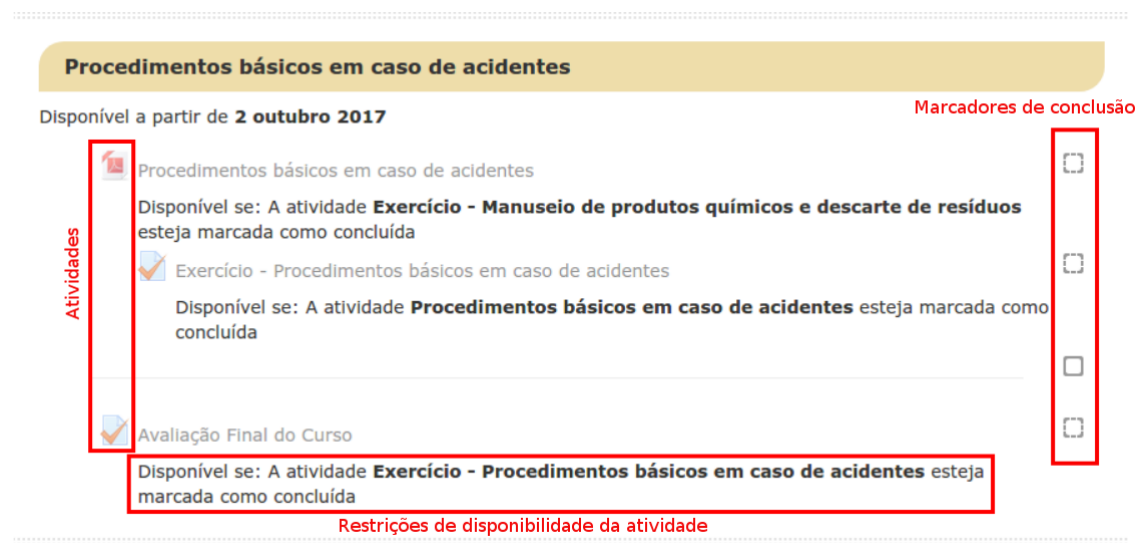 Procedimentos básicos em caso de acidentes
Disponível a partir de 2 outubro 2017
Marcadores de conclusão
Atividades
Procedimentos básicos em caso de acidentes
Disponível se: A atividade Exercício - Manuseio de produtos químicos e descarte de resíduos
esteja marcada como concluída
Exercício - Procedimentos básicos em caso de acidentes
Disponível se: A atividade Procedimentos básicos em caso de acidentes esteja marcada como
concluída
Avaliação Final do Curso
Disponível se: A atividade Exercício - Procedimentos básicos em caso de acidentes esteja
marcada como concluída
Restrições de disponibilidade da atividade